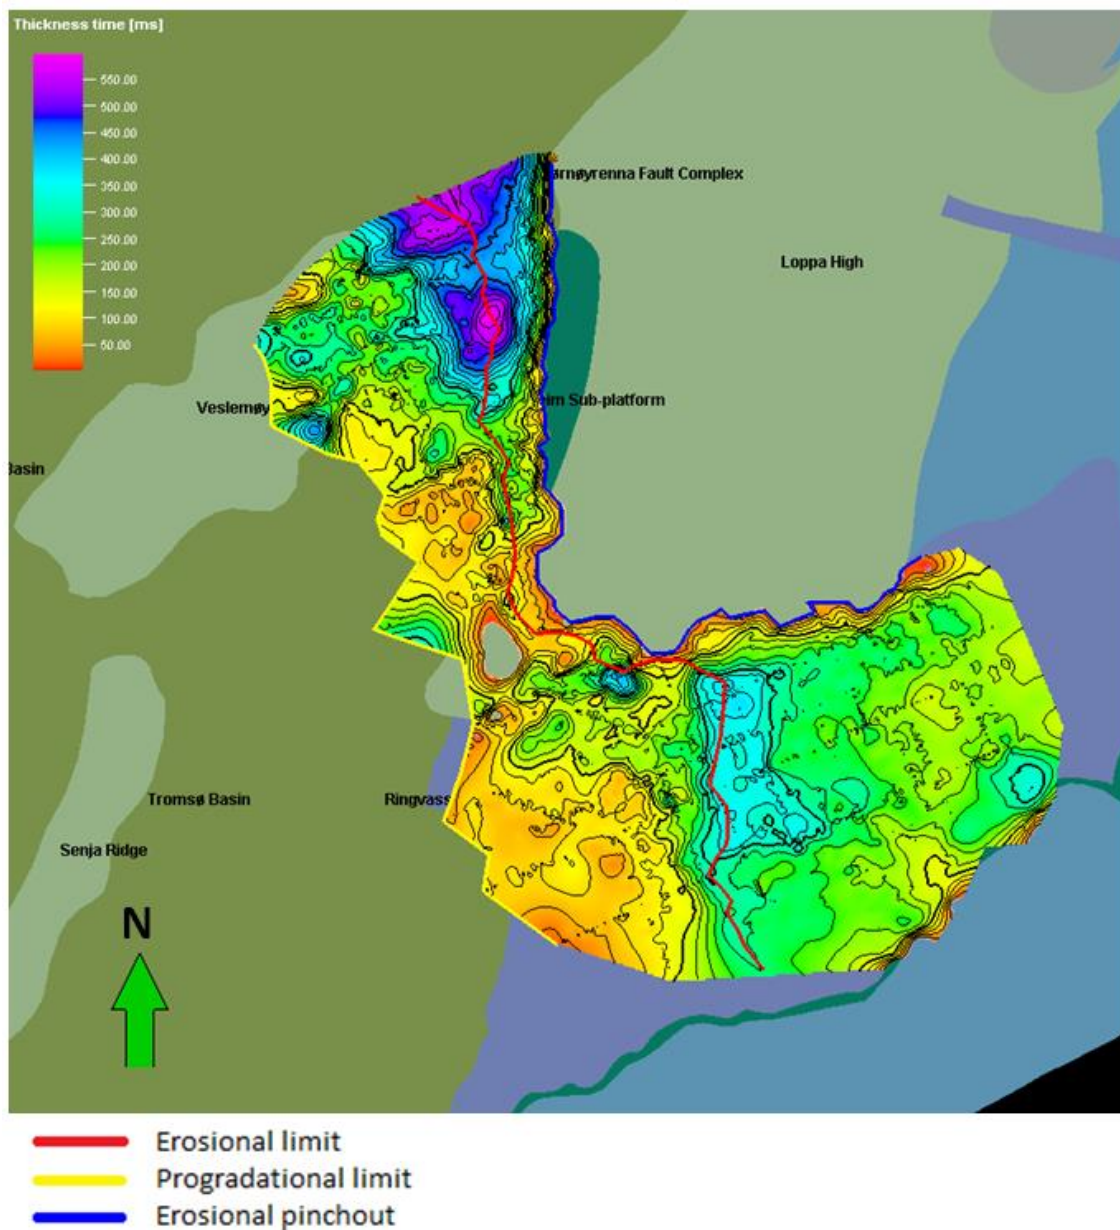 Thickness time [ms]
550.00
500.00
450.00
400.00
350.00
300.00
250.00
200.00
150.00
100.00
50.00
ørnøyrenna Fault Complex
Loppa High
Veslemøy
eim Sub-platform
Basin
Tromsø Basin
Ringvass
Senja Ridge
N
Erosional limit
Progradational limit
Erosional pinchout